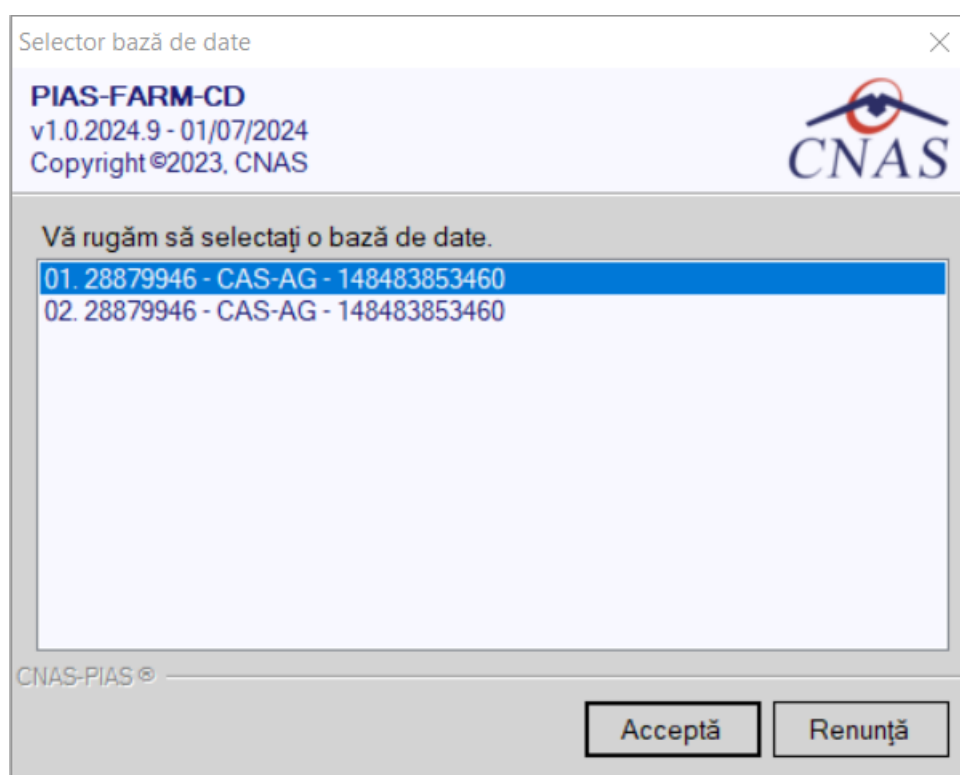 Selector bază de date
PIAS-FARM-CD
v1.0.2024.9 - 01/07/2024
Copyright ©2023, CNAS
CNAS
Vă rugăm să selectaţi o bază de date.
01. 28879946 - CAS-AG - 148483853460
02. 28879946 - CAS-AG - 148483853460
CNAS-PIAS ®
Acceptă
Renunţă